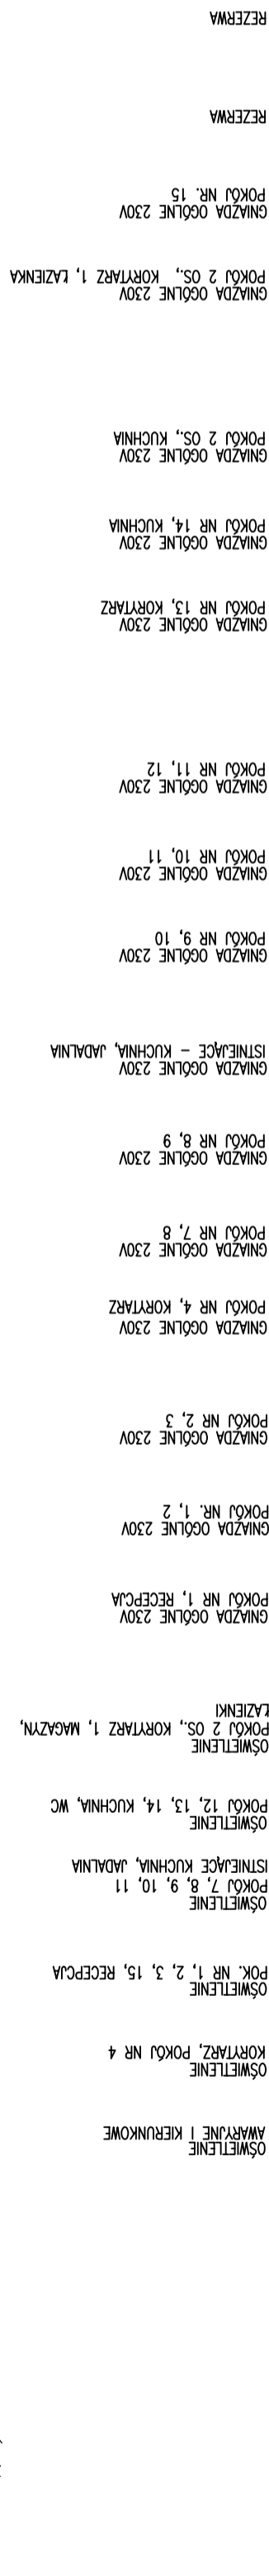 OŚWIETLENIE
AWARYJNE I KIERUNKOWE
OŚWIETLENIE
KORYTARZ, POKÓJ NR 4
OŚWIETLENIE
POK. NR 1, 2, 3, 15, RECEPCJA
OŚWIETLENIE
POKÓJ 7, 8, 9, 10, 11
ISTNIEJĄCE KUCHNIA, JADALNIA
OŚWIETLENIE
POKÓJ 12, 13, 14, KUCHNIA, WC
OŚWIETLENIE
POKÓJ 2 OS., KORYTARZ 1, MAGAZYN,
ŁAZIENKI
GNIAZDA OGÓLNE 230V
POKÓJ NR 1, RECEPCJA
GNIAZDA OGÓLNE 230V
POKÓJ NR. 1, 2
GNIAZDA OGÓLNE 230V
POKÓJ NR 2, 3
GNIAZDA OGÓLNE 230V
POKÓJ NR 4, KORYTARZ
GNIAZDA OGÓLNE 230V
POKÓJ NR 7, 8
GNIAZDA OGÓLNE 230V
POKÓJ NR 8, 9
GNIAZDA OGÓLNE 230V
ISTNIEJĄCE – KUCHNIA, JADALNIA
GNIAZDA OGÓLNE 230V
POKÓJ NR 9, 10
GNIAZDA OGÓLNE 230V
POKÓJ NR 10, 11
GNIAZDA OGÓLNE 230V
POKÓJ NR 11, 12
GNIAZDA OGÓLNE 230V
POKÓJ NR 13, KORYTARZ
GNIAZDA OGÓLNE 230V
POKÓJ NR 14, KUCHNIA
GNIAZDA OGÓLNE 230V
POKÓJ 2 OS., KUCHNIA
GNIAZDA OGÓLNE 230V
POKÓJ 2 OS., KORYTARZ 1, ŁAZIENKA
GNIAZDA OGÓLNE 230V
POKÓJ NR. 15
REZERWA
REZERWA